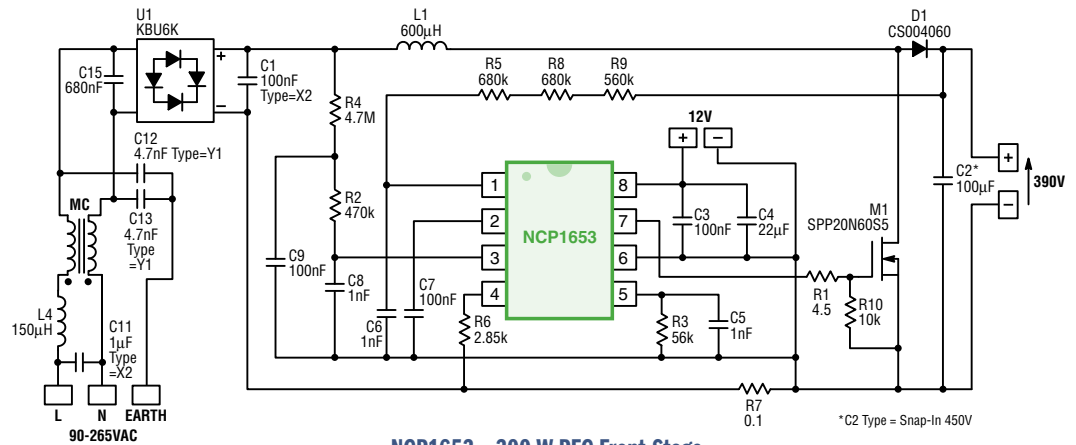 U1
KBU6K
L1
600µH
D1
CS004060
C15
680nF
+
−
C1
100nF
Type=X2
R5
680k
R8
680k
R9
560k
R4
4.7M
12V
+
−
C12
4.7nF Type=Y1
R2
470k
1
2
3
4
NCP1653
8
7
6
5
C3
100nF
C4
22µF
C2*
100µF
+
−
390V
MC
C13
4.7nF
Type
=Y1
M1
SPP20N60S5
C9
100nF
C8
1nF
C7
100nF
C6
1nF
R6
2.85k
R3
56k
C5
1nF
R1
4.5
R10
10k
L4
150µH
C11
1µF
Type
=X2
R7
0.1
L
N
EARTH
90-265VAC
*C2 Type = Snap-In 450V